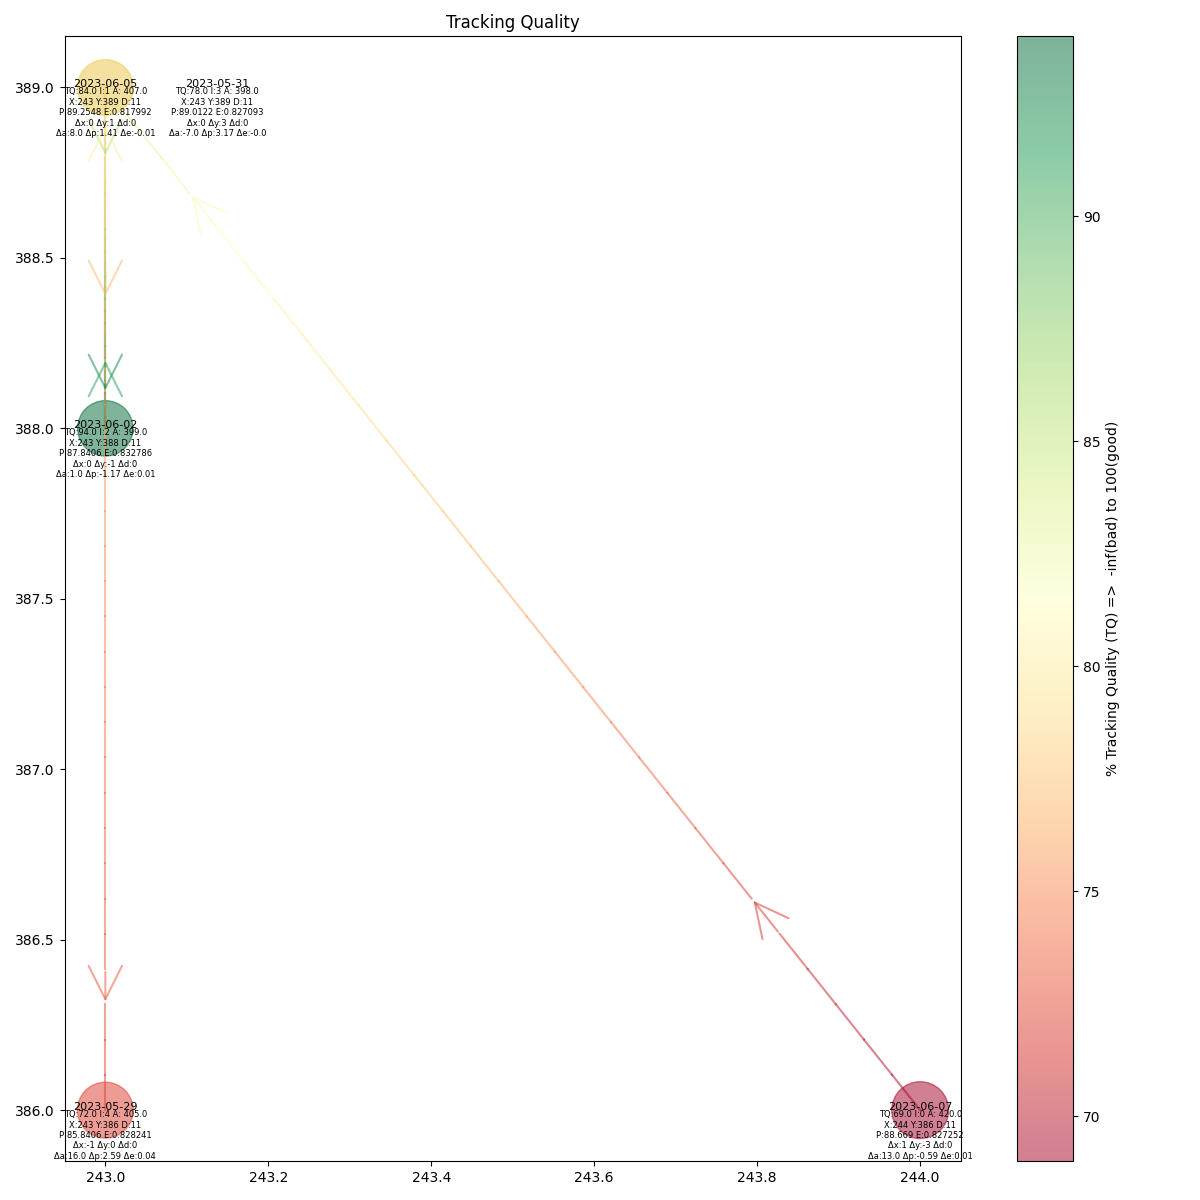 Tracking Quality
389.0
388.5
388.0
387.5
387.0
386.5
386.0
2023-06-05
TQ:84.0 I:1 A: 407.0
X:243 Y:389 D:11
P:89.2548 E:0.817992
Δx:0 Δy:1 Δd:0
Δa:8.0 Δp:1.41 Δe:-0.01
2023-05-31
TQ:78.0 I:3 A: 398.0
X:243 Y:389 D:11
P:89.0122 E:0.827093
Δx:0 Δy:3 Δd:0
Δa:-7.0 Δp:3.17 Δe:-0.0
2023-06-02
TQ:94.0 I:2 A: 399.0
X:243 Y:388 D:11
P:87.8406 E:0.832786
Δx:0 Δy:-1 Δd:0
Δa:1.0 Δp:-1.17 Δe:0.01
2023-05-29
TQ:72.0 I:4 A: 405.0
X:243 Y:386 D:11
P:85.8406 E:0.828241
Δx:-1 Δy:0 Δd:0
Δa:16.0 Δp:2.59 Δe:0.04
2023-06-07
TQ:69.0 I:0 A: 420.0
X:244 Y:386 D:11
P:88.669 E:0.827252
Δx:1 Δy:-3 Δd:0
Δa:13.0 Δp:-0.59 Δe:0.01
243.0
243.2
243.4
243.6
243.8
244.0
90
85
80
75
70
% Tracking Quality (TQ) => -inf(bad) to 100(good)